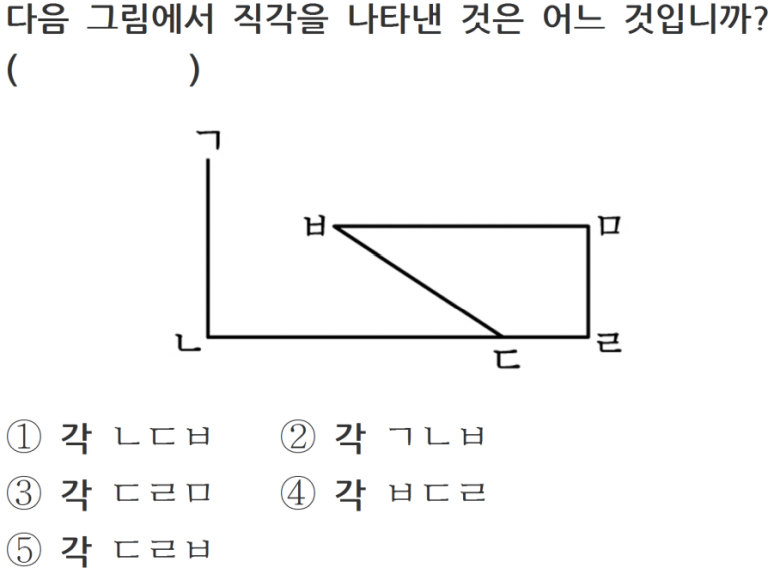 다음 그림에서 직각을 나타낸 것은 어느 것입니까?
( )
ㄱ
ㅂ ㅁ
ㄴ ㄷ ㄹ
① 각 ㄴㄷㅂ ② 각 ㄱㄴㅂ
③ 각 ㄷㄹㅁ ④ 각 ㅂㄷㄹ
⑤ 각 ㄷㄹㅂ